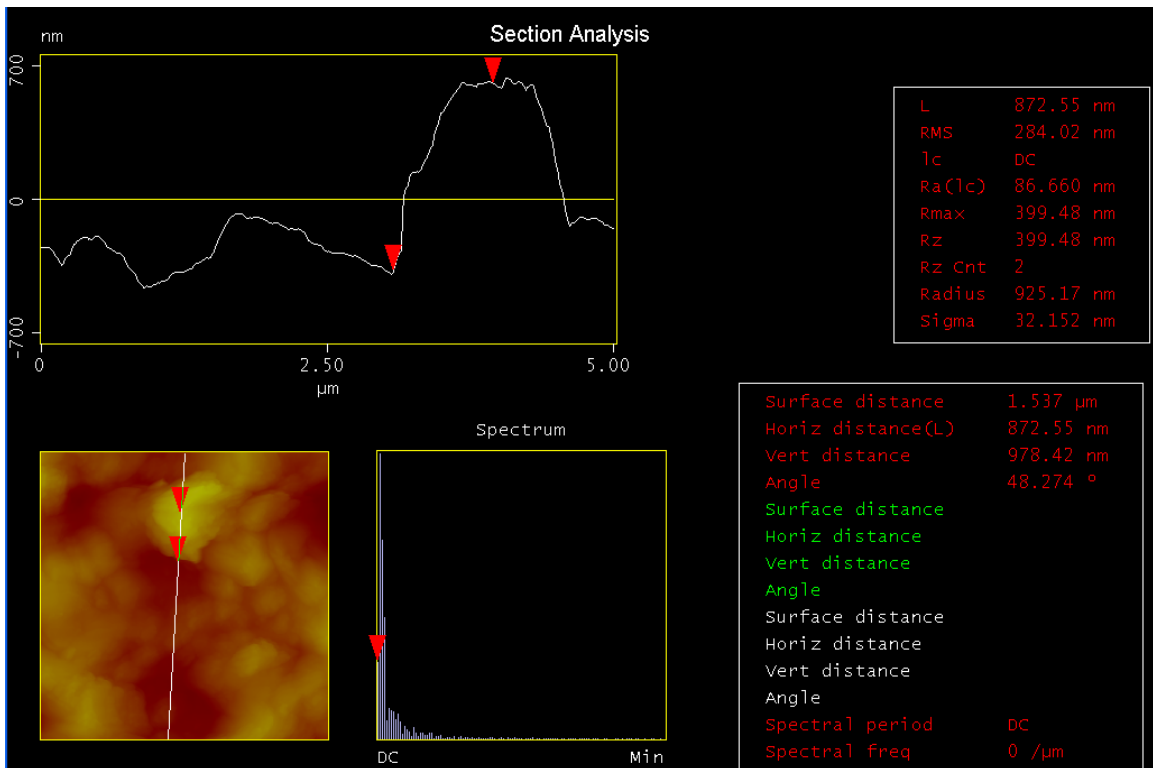 Section Analysis
nm
700
0
-700
0 2.50 5.00
µm
L 872.55 nm
RMS 284.02 nm
lc DC
Ra(lc) 86.660 nm
Rmax 399.48 nm
Rz 399.48 nm
Rz Cnt 2
Radius 925.17 nm
Sigma 32.152 nm
Spectrum
DC Min
Surface distance 1.537 µm
Horiz distance(L) 872.55 nm
Vert distance 978.42 nm
Angle 48.274 º
Surface distance
Horiz distance
Vert distance
Angle
Surface distance
Horiz distance
Vert distance
Angle
Spectral period DC
Spectral freq 0 /µm